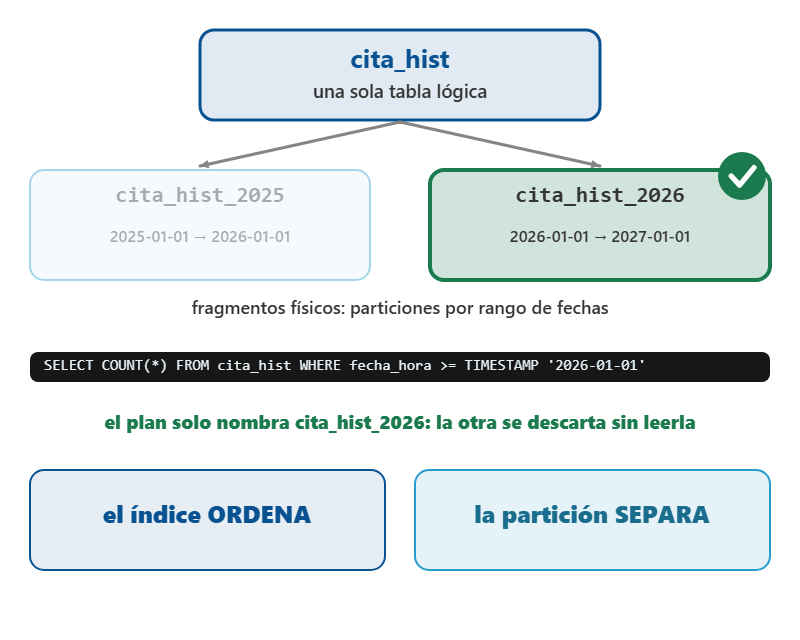 cita_hist
una sola tabla lógica
cita_hist_2025
2025-01-01 → 2026-01-01
cita_hist_2026
2026-01-01 → 2027-01-01
fragmentos físicos: particiones por rango de fechas
SELECT COUNT(*) FROM cita_hist WHERE fecha_hora >= TIMESTAMP '2026-01-01'
el plan solo nombra cita_hist_2026: la otra se descarta sin leerla
el índice ORDENA
la partición SEPARA